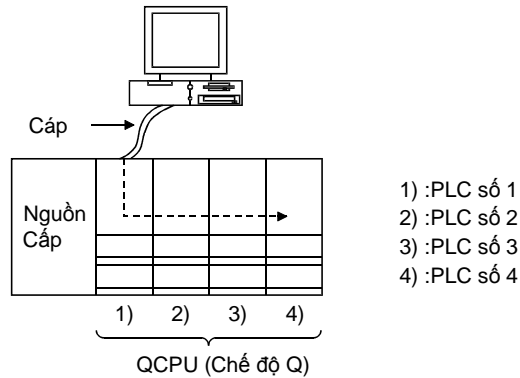 Cáp
Nguồn
Cấp
1) :PLC số 1
2) :PLC số 2
3) :PLC số 3
4) :PLC số 4
1) 2) 3) 4)
QCPU (Chế độ Q)